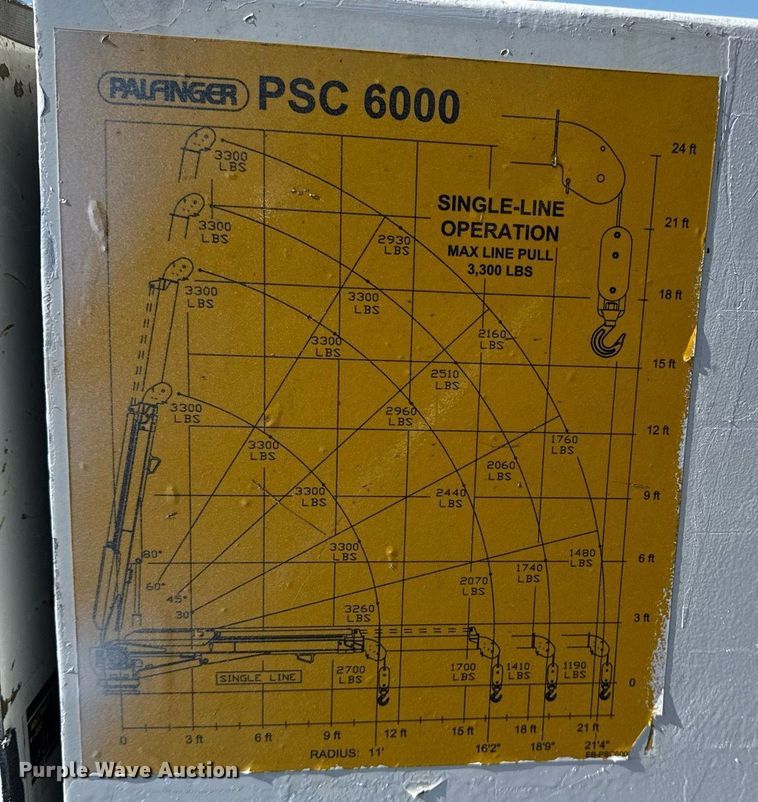 PALFINGER PSC 6000
3300 LBS
24 ft
3300 LBS
SINGLE-LINE
OPERATION
MAX LINE PULL
3,300 LBS
21 ft
2930 LBS
3300 LBS
3300 LBS
18 ft
3300 LBS
2160 LBS
15 ft
2510 LBS
3300 LBS
2960 LBS
12 ft
3300 LBS
1760 LBS
2060 LBS
3300 LBS
2440 LBS
9 ft
3300 LBS
1480 LBS
80°
6 ft
60°
2070 LBS
1740 LBS
45°
30°
3260 LBS
3 ft
2700 LBS
1700 LBS
1410 LBS
1190 LBS
SINGLE LINE
0
0 3 ft 6 ft 9 ft 12 ft 15 ft 18 ft 21 ft
RADIUS: 11' 16'2" 18'9" 21'4"
Purple Wave Auction